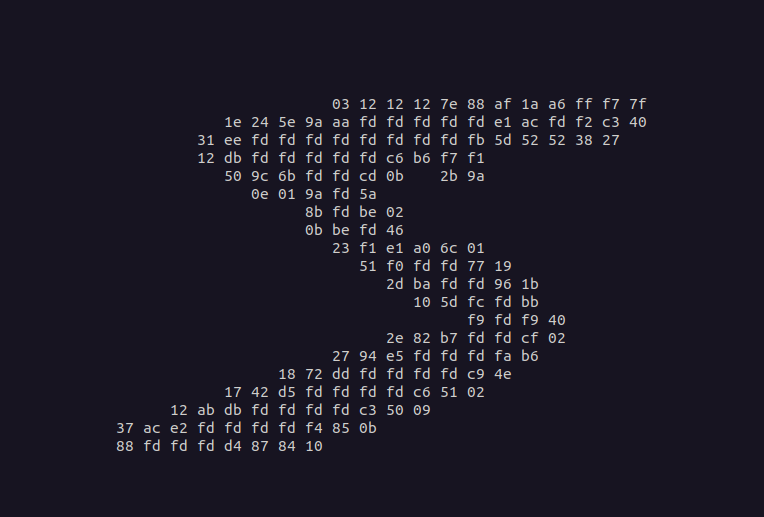 03 12 12 12 7e 88 af 1a a6 ff f7 7f
1e 24 5e 9a aa fd fd fd fd fd e1 ac fd f2 c3 40
31 ee fd fd fd fd fd fd fd fd fb 5d 52 52 38 27
12 db fd fd fd fd fd c6 b6 f7 f1
50 9c 6b fd fd cd 0b 2b 9a
0e 01 9a fd 5a
8b fd be 02
0b be fd 46
23 f1 e1 a0 6c 01
51 f0 fd fd 77 19
2d ba fd fd 96 1b
10 5d fc fd bb
f9 fd f9 40
2e 82 b7 fd fd cf 02
27 94 e5 fd fd fd fa b6
18 72 dd fd fd fd fd c9 4e
17 42 d5 fd fd fd fd c6 51 02
12 ab db fd fd fd fd c3 50 09
37 ac e2 fd fd fd fd f4 85 0b
88 fd fd fd d4 87 84 10